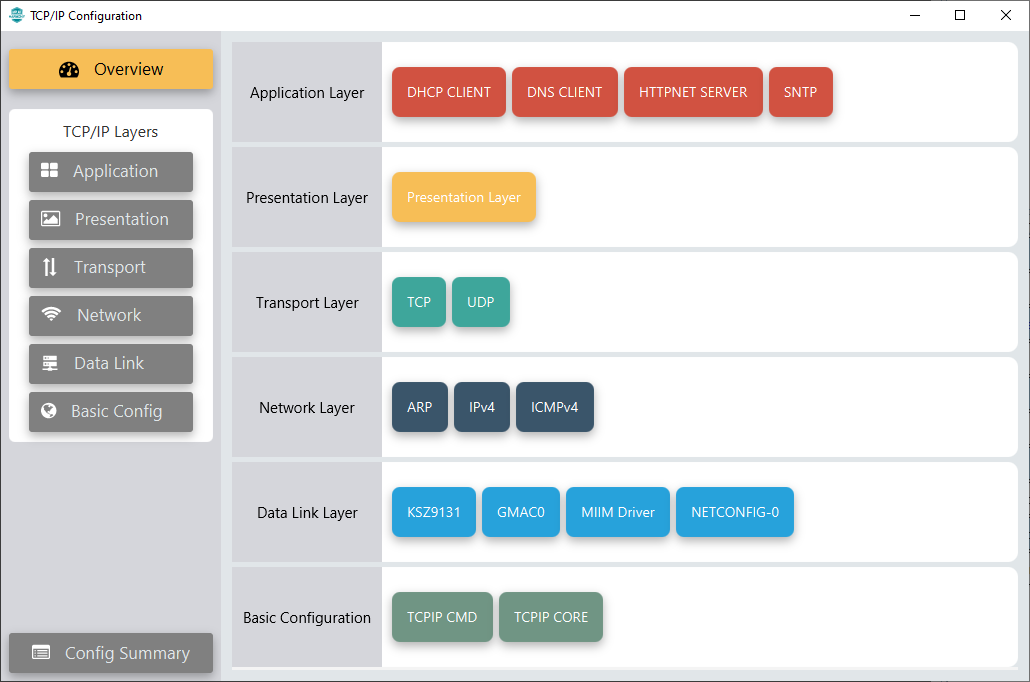 TCP/IP Configuration
Overview
TCP/IP Layers
Application
Presentation
Transport
Network
Data Link
Basic Config
Config Summary
Application Layer
DHCP CLIENT
DNS CLIENT
HTTPNET SERVER
SNTP
Presentation Layer
Presentation Layer
Transport Layer
TCP
UDP
Network Layer
ARP
IPv4
ICMPv4
Data Link Layer
KSZ9131
GMAC0
MIIM Driver
NETCONFIG-0
Basic Configuration
TCPIP CMD
TCPIP CORE